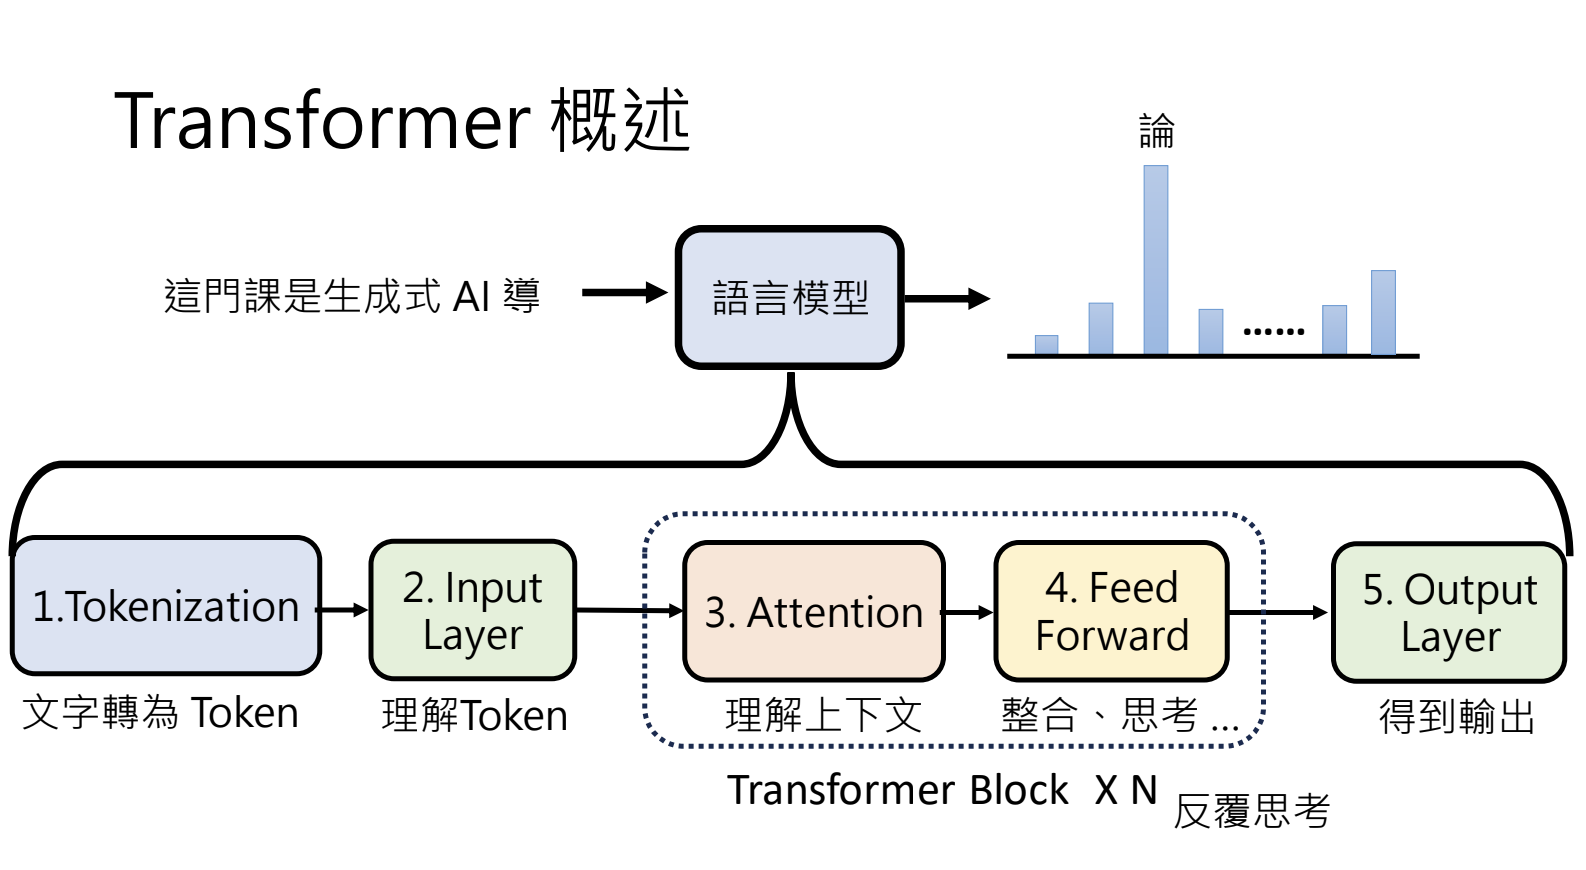 Transformer 概述
論
這門課是生成式 AI 導
語言模型
......
1.Tokenization
2. Input
Layer
3. Attention
4. Feed
Forward
5. Output
Layer
文字轉為 Token
理解Token
理解上下文
整合、思考 ...
得到輸出
Transformer Block X N
反覆思考